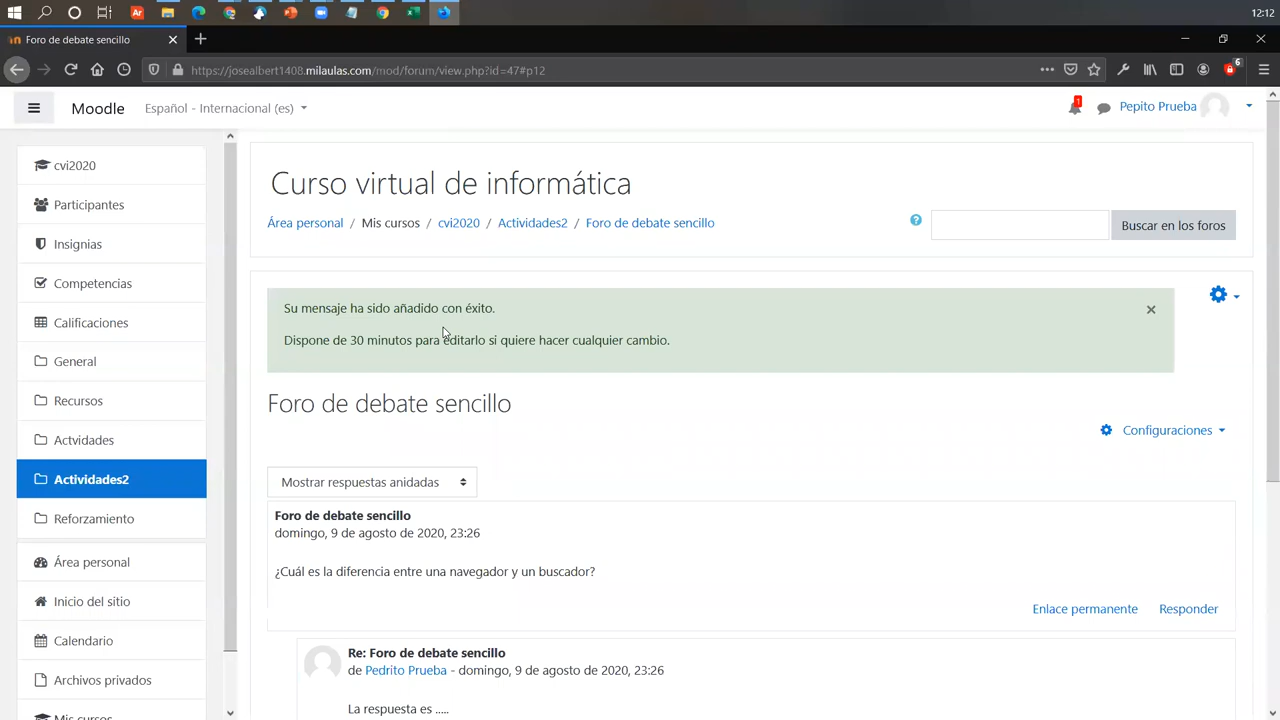 12:12
Foro de debate sencillo
https://josealbert1408.milaulas.com/mod/forum/view.php?id=47#p12
6
Moodle
Español - Internacional (es)
1
Pepito Prueba
cvi2020
Participantes
Insignias
Competencias
Calificaciones
General
Recursos
Actvidades
Actividades2
Reforzamiento
Área personal
Inicio del sitio
Calendario
Archivos privados
Mis cursos
Curso virtual de informática
Área personal / Mis cursos / cvi2020 / Actividades2 / Foro de debate sencillo
Buscar en los foros
Su mensaje ha sido añadido con éxito.
Dispone de 30 minutos para editarlo si quiere hacer cualquier cambio.
Foro de debate sencillo
Configuraciones
Mostrar respuestas anidadas
Foro de debate sencillo
domingo, 9 de agosto de 2020, 23:26
¿Cuál es la diferencia entre una navegador y un buscador?
Enlace permanente Responder
Re: Foro de debate sencillo
de Pedrito Prueba - domingo, 9 de agosto de 2020, 23:26
La respuesta es .....